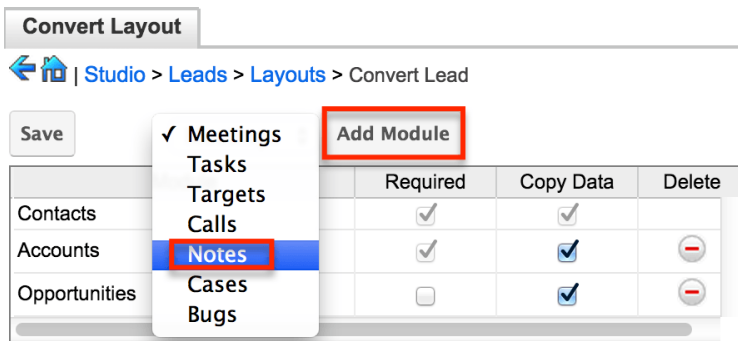 Convert Layout
| Studio > Leads > Layouts > Convert Lead
Save
✓ Meetings
Add Module
Tasks
Targets
Calls
Notes
Cases
Bugs
Required Copy Data Delete
Contacts
Accounts
Opportunities